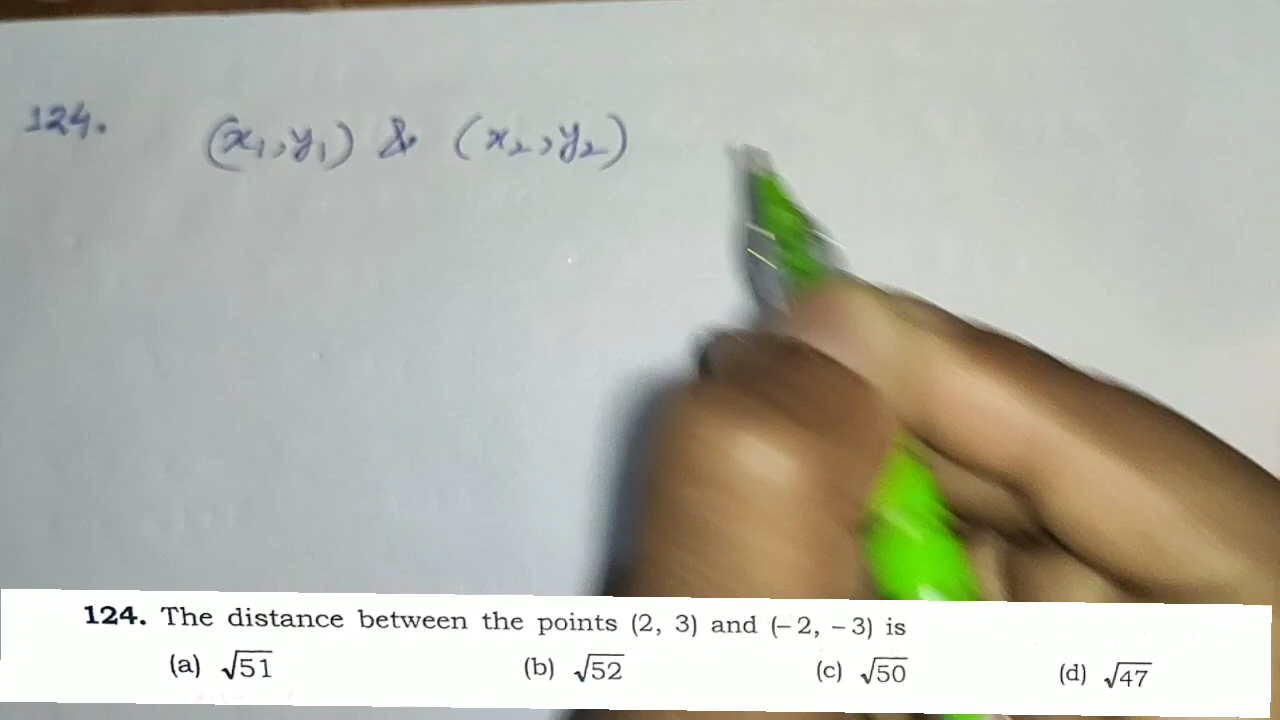 124. (x₁,y₁) & (x₂,y₂)
124. The distance between the points (2, 3) and (– 2, – 3) is
(a) √51 (b) √52 (c) √50 (d) √47